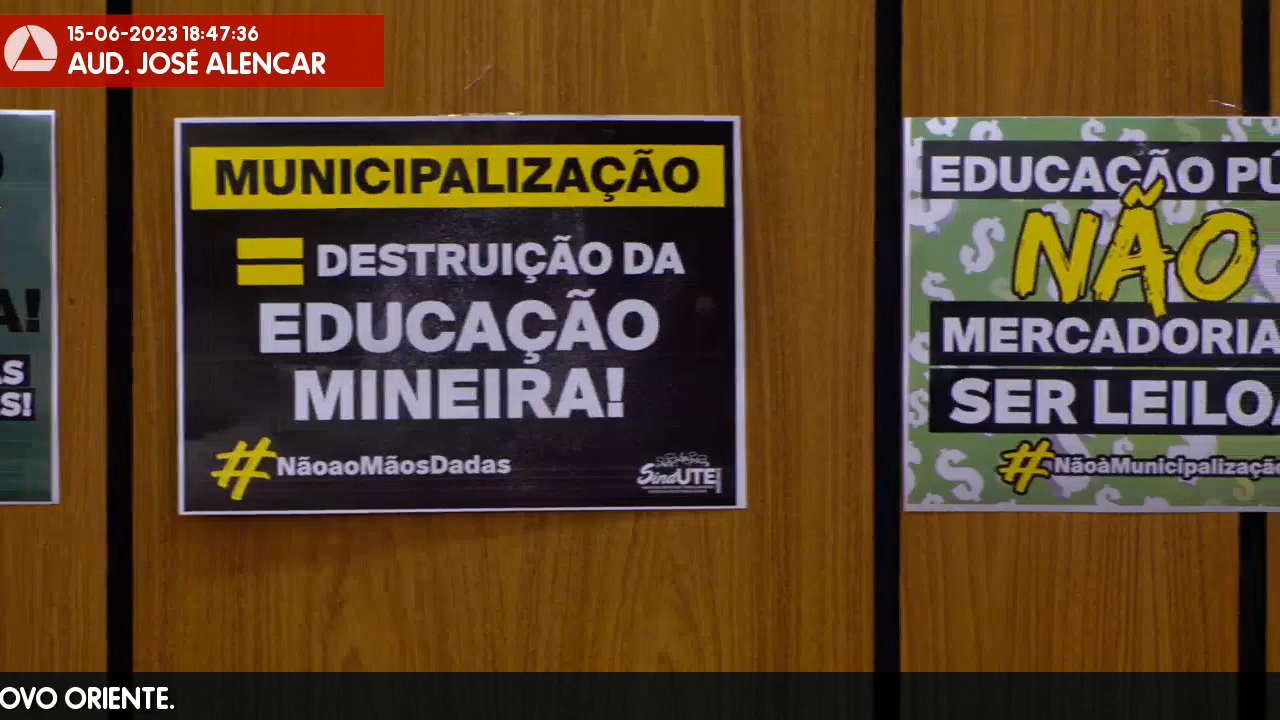 15-06-2023 18:47:36
AUD. JOSÉ ALENCAR
A!
AS
S!
MUNICIPALIZAÇÃO
= DESTRUIÇÃO DA
EDUCAÇÃO
MINEIRA!
#NãoaoMãosDadas
SindUTE
EDUCAÇÃO PÚ
NÃO
MERCADORIA
SER LEILOA
#NãoàMunicipalização
OVO ORIENTE.